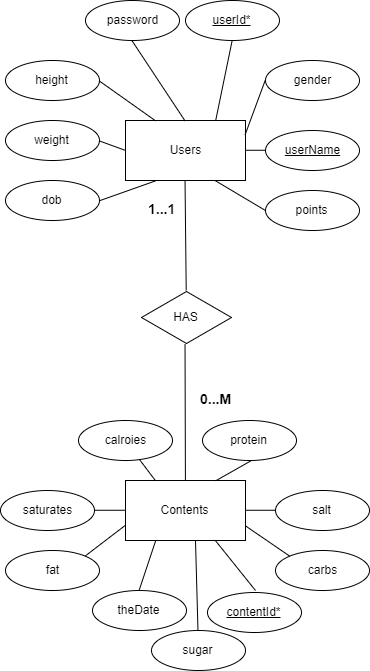 password
userId*
height
gender
weight
Users
userName
dob
points
1...1
HAS
0...M
calroies
protein
saturates
Contents
salt
fat
carbs
theDate
contentId*
sugar